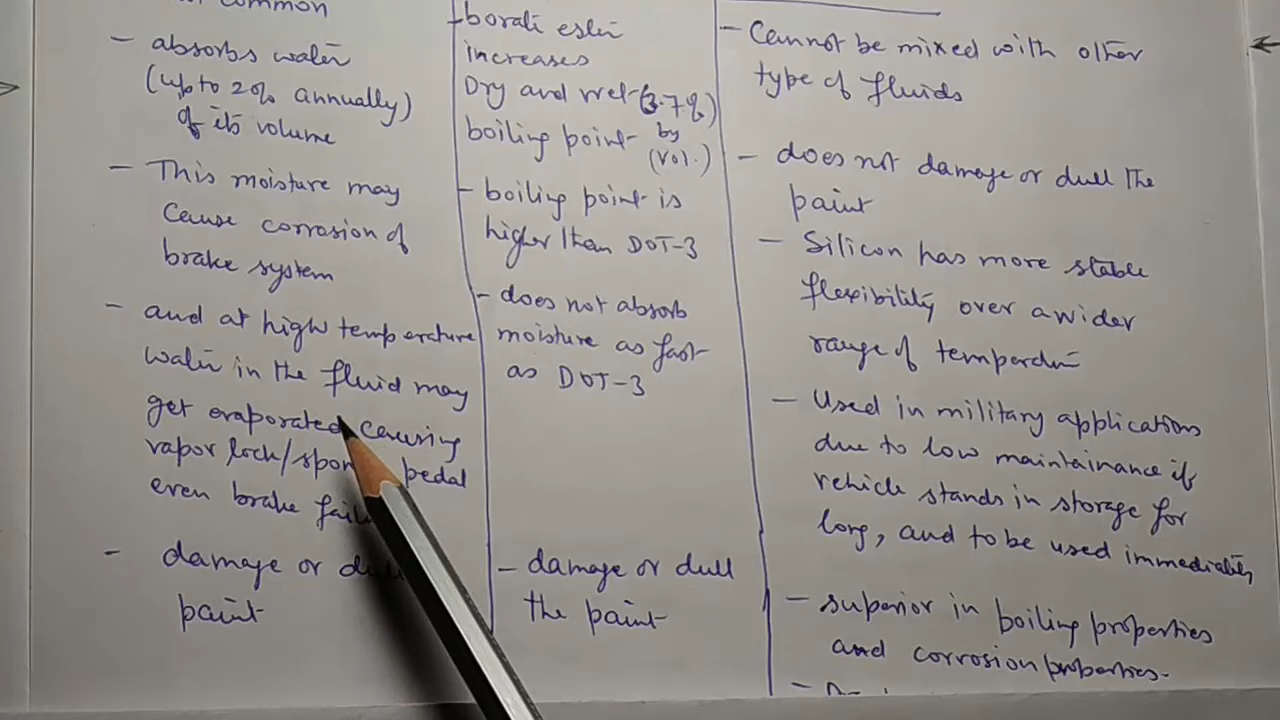 common
- absorbs water
(upto 20% annually)
of its volume
- This moisture may
cause corrosion of
brake system
- and at high temperature
water in the fluid may
get evaporated causing
vapor lock/spon pedal
even brake fail
- damage or dull
paint
borate ester
increases
Dry and wet (3.7%)
boiling point by
(vol.)
- boiling point is
higher than DOT-3
- does not absorb
moisture as fast
as DOT-3
- damage or dull
the paint
- Cannot be mixed with other
type of fluids
- does not damage or dull the
paint
- Silicon has more stable
flexibility over a wider
range of temperature
- Used in military applications
due to low maintainance if
vehicle stands in storage for
long, and to be used immediately
- superior in boiling properties
and corrosion properties.